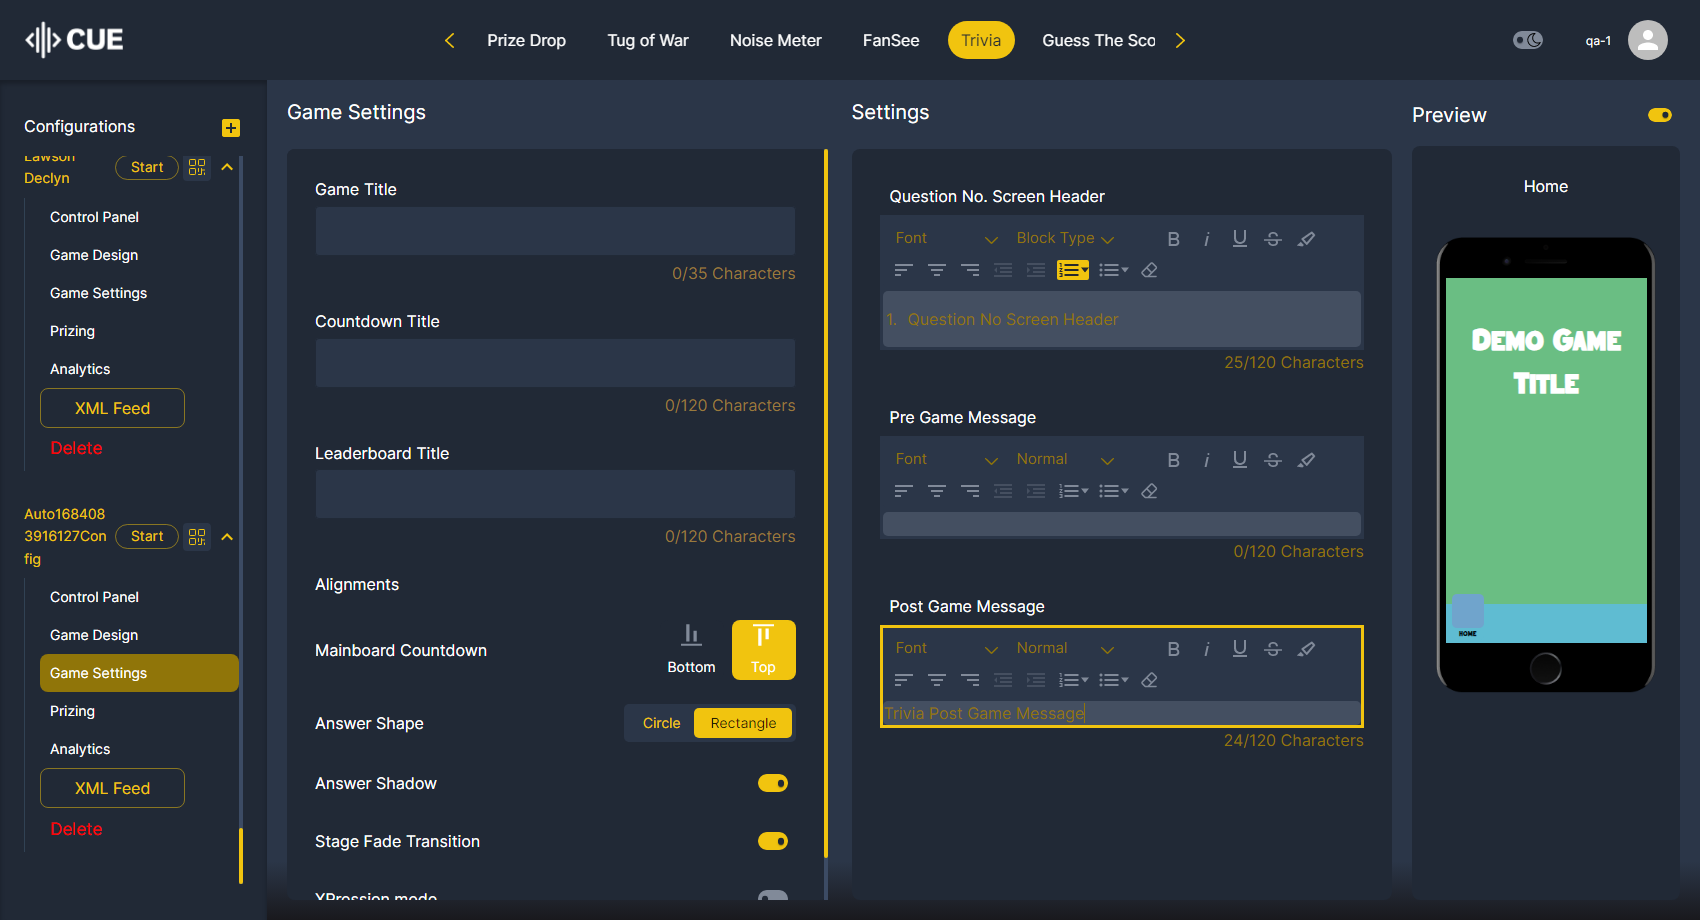 CUE
Prize Drop
Tug of War
Noise Meter
FanSee
Trivia
Guess The Sco
qa-1
Configurations
Lawson
Declyn
Start
Control Panel
Game Design
Game Settings
Prizing
Analytics
XML Feed
Delete
Auto168408
3916127Con
fig
Start
Control Panel
Game Design
Game Settings
Prizing
Analytics
XML Feed
Delete
Game Settings
Game Title
0/35 Characters
Countdown Title
0/120 Characters
Leaderboard Title
0/120 Characters
Alignments
Mainboard Countdown
Bottom
Top
Answer Shape
Circle
Rectangle
Answer Shadow
Stage Fade Transition
XPression mode
Settings
Question No. Screen Header
Font
Block Type
B
i
U
S
1. Question No Screen Header
25/120 Characters
Pre Game Message
Font
Normal
B
i
U
S
0/120 Characters
Post Game Message
Font
Normal
B
i
U
S
Trivia Post Game Message
24/120 Characters
Preview
Home
Demo Game
Title
HOME